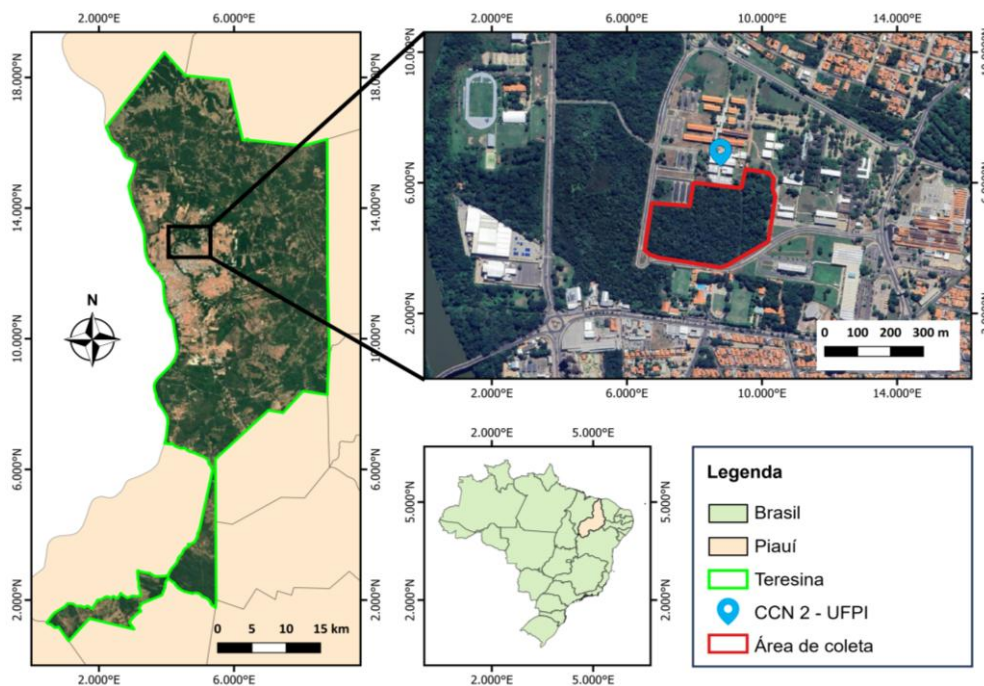 2.000°E 6.000°E
18.000°N
14.000°N
10.000°N
6.000°N
2.000°N
18.000°N
14.000°N
10.000°N
6.000°N
2.000°N
N
0 5 10 15 km
2.000°E 6.000°E
2.000°E 6.000°E 10.000°E 14.000°E
10.000°N
6.000°N
2.000°N
10.000°N
6.000°N
2.000°N
0 100 200 300 m
2.000°E 6.000°E 10.000°E 14.000°E
2.000°E 5.000°E
5.000°N
2.000°N
5.000°N
2.000°N
2.000°E 5.000°E
Legenda
Brasil
Piauí
Teresina
CCN 2 - UFPI
Área de coleta